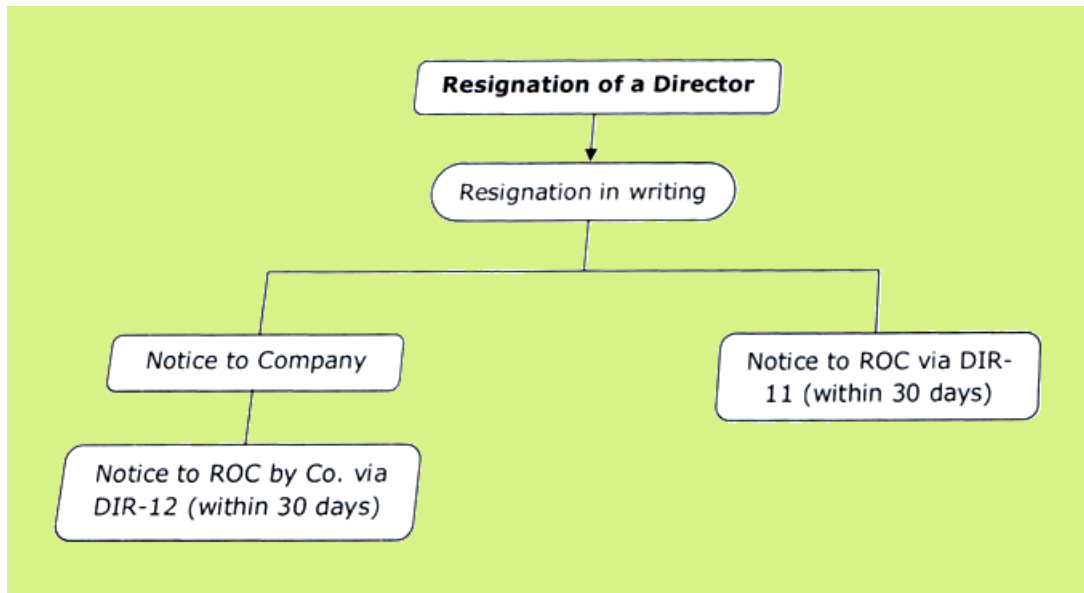 Resignation of a Director
Resignation in writing
Notice to Company
Notice to ROC via DIR-
11 (within 30 days)
Notice to ROC by Co. via
DIR-12 (within 30 days)